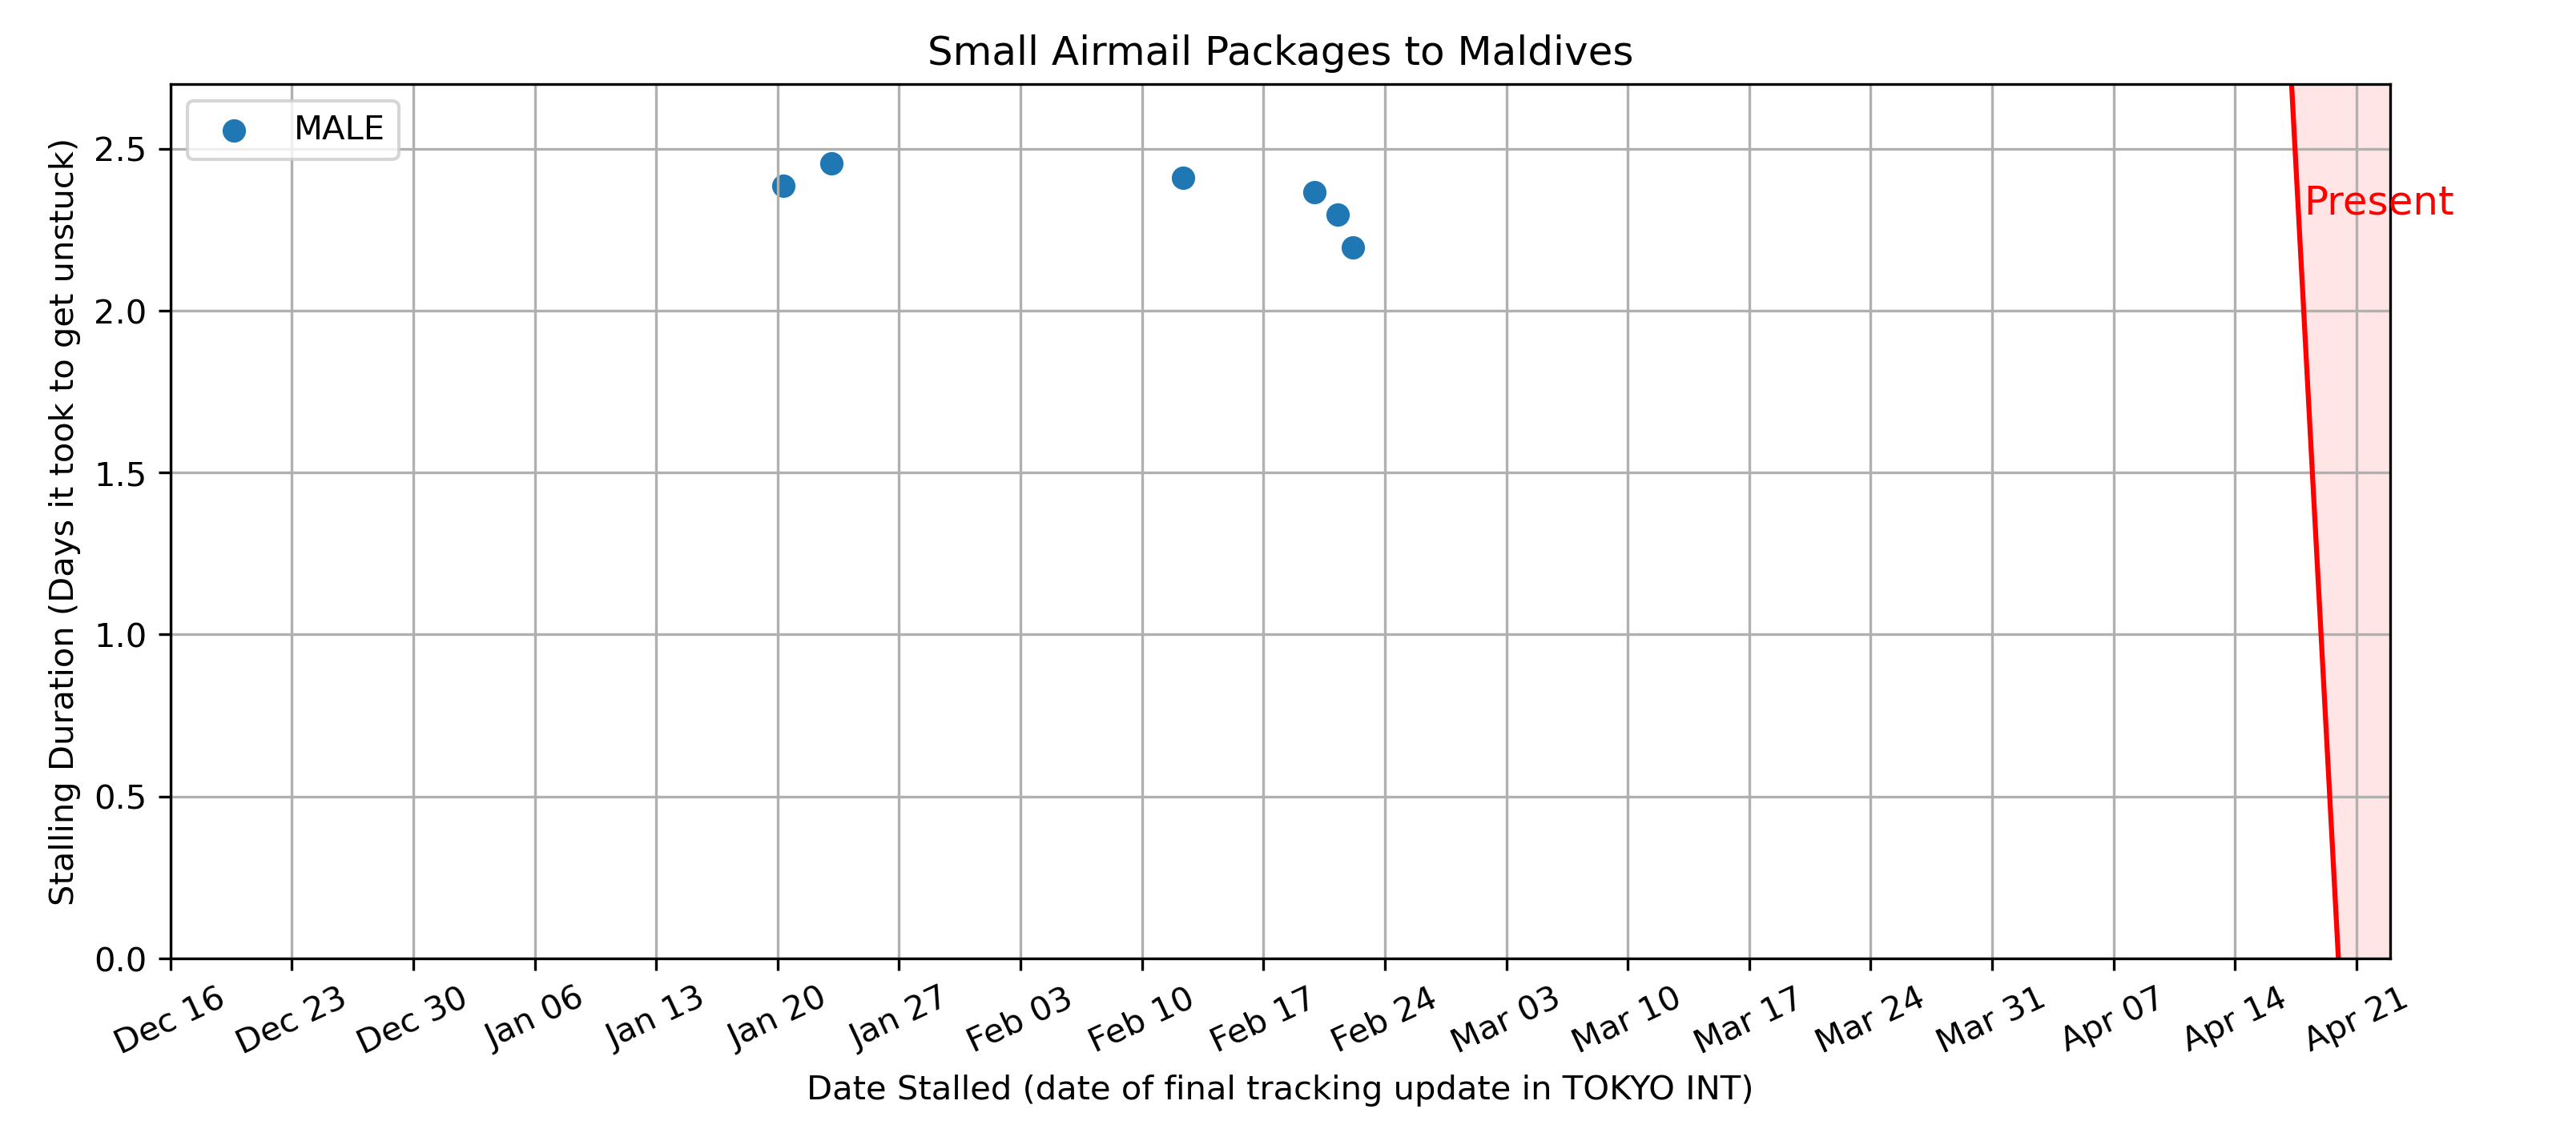 Small Airmail Packages to Maldives
MALE
Present
Stalling Duration (Days it took to get unstuck)
2.5
2.0
1.5
1.0
0.5
0.0
Dec 16 Dec 23 Dec 30 Jan 06 Jan 13 Jan 20 Jan 27 Feb 03 Feb 10 Feb 17 Feb 24 Mar 03 Mar 10 Mar 17 Mar 24 Mar 31 Apr 07 Apr 14 Apr 21
Date Stalled (date of final tracking update in TOKYO INT)